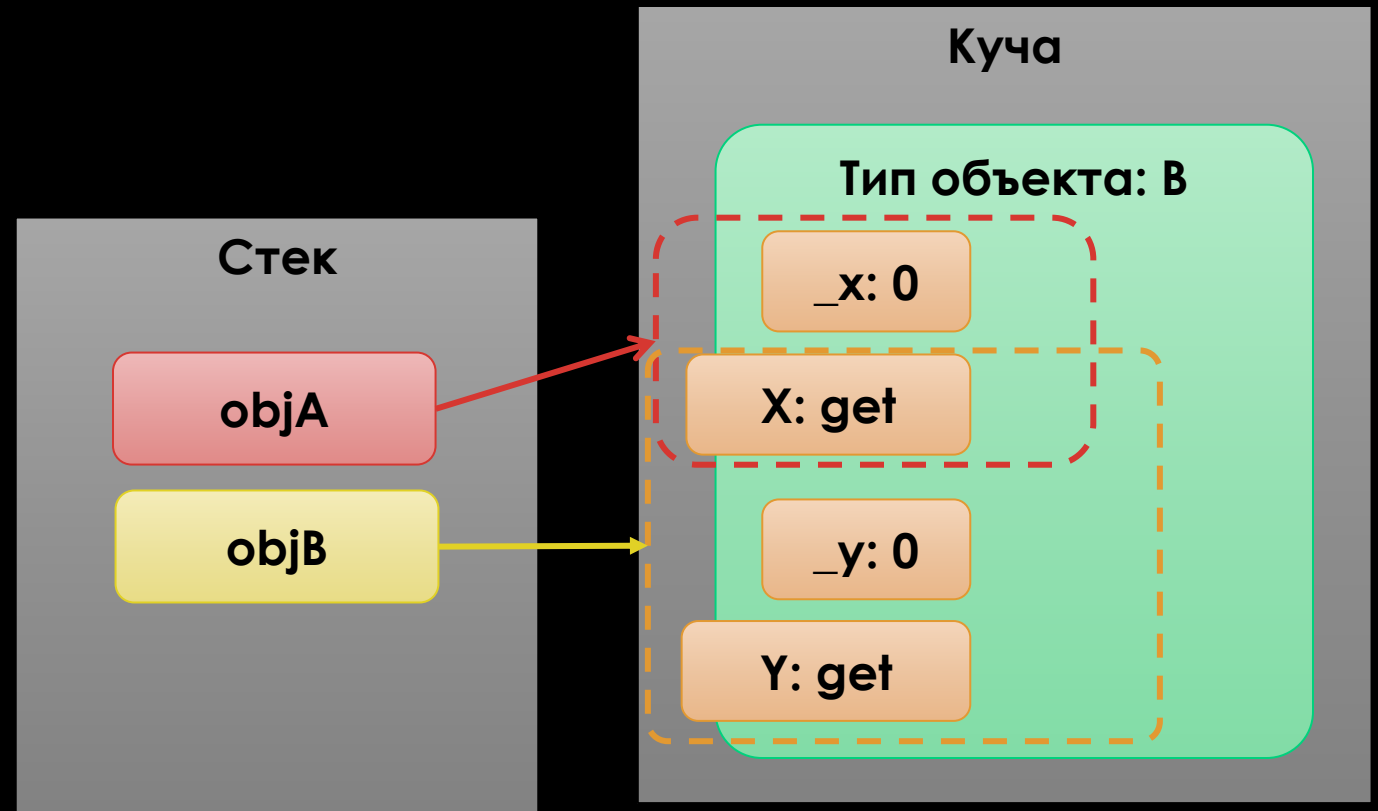 Куча
Тип объекта: B
Стек
_x: 0
objA
X: get
objB
_y: 0
Y: get